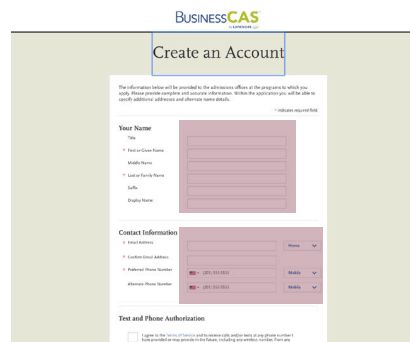 BUSINESSCAS
Create an Account
The information below will be provided to the admissions offices at the programs to which you
apply. Please provide complete and accurate information. Within the application you will be able to
specify additional addresses and alternate name details.
* Indicates required field
Your Name
Title
* First or Given Name
Middle Name
* Last or Family Name
Suffix
Display Name
Contact Information
* Email Address
Home
* Confirm Email Address
* Preferred Phone Number
(201) 555-5555
Mobile
Alternate Phone Number
(201) 555-5555
Mobile
Text and Phone Authorization
I agree to the Terms of Service and to receive calls and/or texts at any phone number I
have provided or may provide in the future, including any wireless number, from any